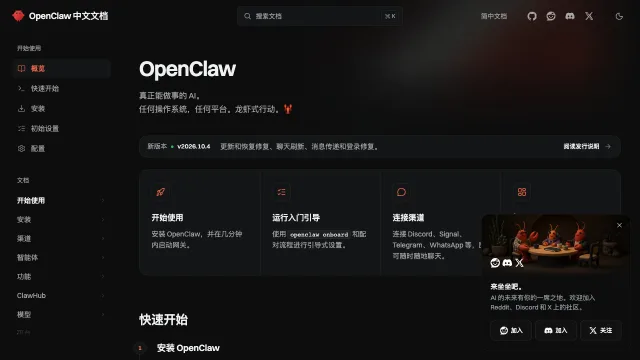 OpenClaw 中文文档
搜索文档
⌘K
简中文档
开始使用
概览
快速开始
安装
初始设置
配置
文档
开始使用
安装
渠道
智能体
功能
ClawHub
模型
OpenClaw
真正能做事的 AI。
任何操作系统，任何平台。龙虾式行动。🦞
新版本 • v2026.10.4 更新和恢复修复、聊天刷新、消息传递和登录修复。
阅读发行说明 →
开始使用
安装 OpenClaw，并在几分钟
内启动网关。
运行入门引导
使用 openclaw onboard 和配
对流程进行引导式设置。
连接渠道
连接 Discord、Signal、
Telegram、WhatsApp 等，
可随时随地聊天。
来坐坐吧。
AI 的未来有你的一席之地。欢迎加入
Reddit、Discord 和 X 上的社区。
加入
加入
关注
快速开始
1
安装 OpenClaw